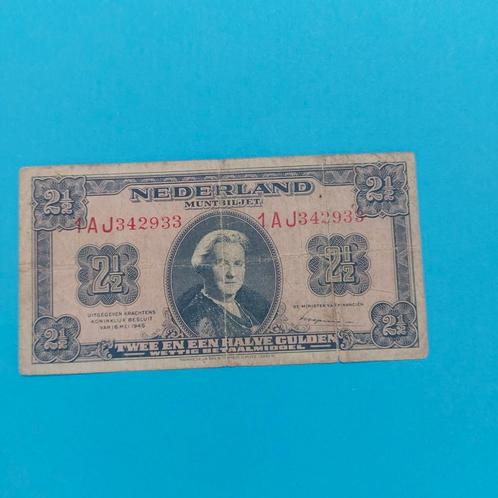 2½ NEDERLAND 2½
MUNTBILJET
1AJ342933 1AJ342933
2½ 2½
UITGEGEVEN KRACHTENS
KONINKLIJK BESLUIT
VAN 18 MEI 1945
DE MINISTER VAN FINANCIËN,
2½ TWEE EN EEN HALVE GULDEN 2½
WETTIG BETAALMIDDEL